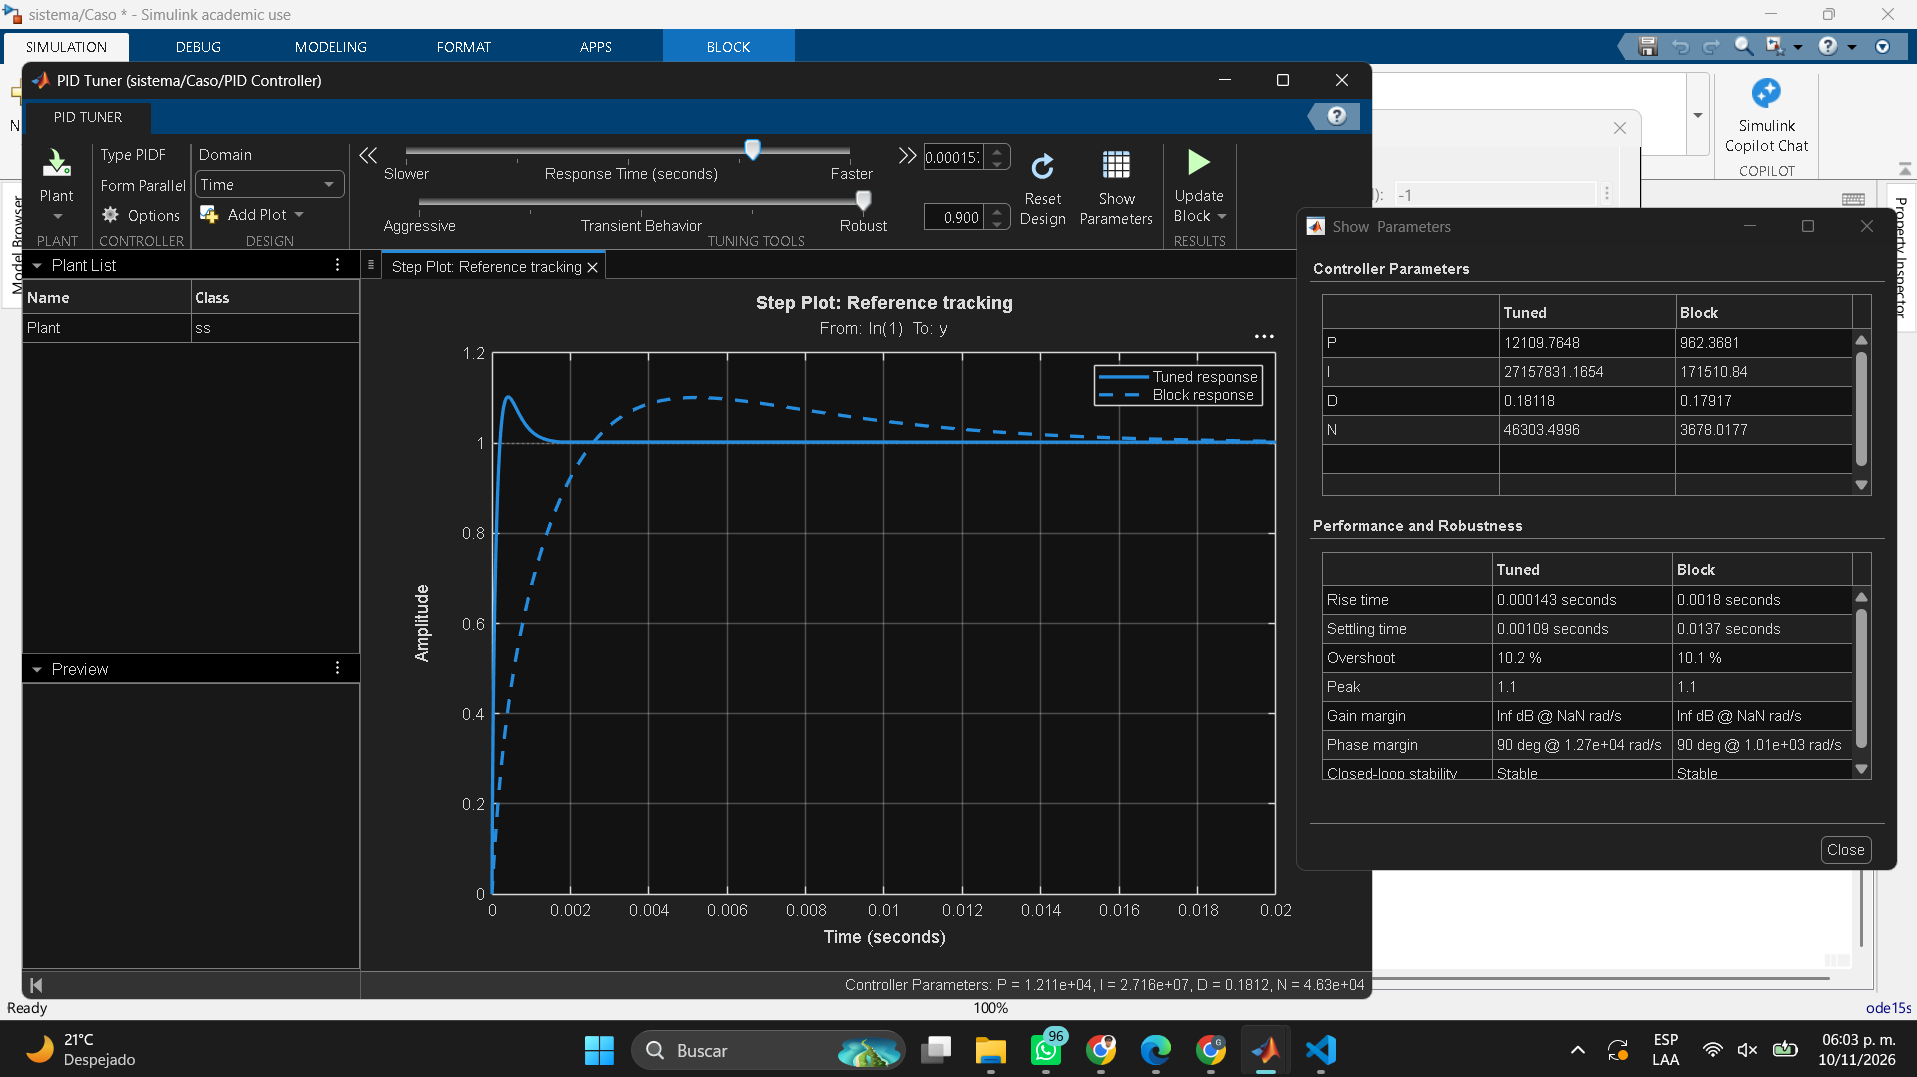 sistema/Caso * - Simulink academic use
SIMULATION
DEBUG
MODELING
FORMAT
APPS
BLOCK
PID Tuner (sistema/Caso/PID Controller)
PID TUNER
Plant
PLANT
Type PIDF
Form Parallel
Options
CONTROLLER
Domain
Time
Add Plot
DESIGN
Slower
Response Time (seconds)
Faster
Aggressive
Transient Behavior
Robust
0.900
TUNING TOOLS
Reset
Design
Show
Parameters
Update
Block
RESULTS
Simulink
Copilot Chat
COPILOT
-1
Model Browser
Property Inspector
Plant List
Name Class
Plant ss
Preview
Step Plot: Reference tracking
Step Plot: Reference tracking
From: In(1) To: y
Tuned response
Block response
1.2
1
0.8
0.6
0.4
0.2
0
Amplitude
0 0.002 0.004 0.006 0.008 0.01 0.012 0.014 0.016 0.018 0.02
Time (seconds)
Controller Parameters: P = 1.211e+04, I = 2.716e+07, D = 0.1812, N = 4.63e+04
Show Parameters
Controller Parameters
Tuned Block
P 12109.7648 962.3681
I 27157831.1654 171510.84
D 0.18118 0.17917
N 46303.4996 3678.0177
Performance and Robustness
Tuned Block
Rise time 0.000143 seconds 0.0018 seconds
Settling time 0.00109 seconds 0.0137 seconds
Overshoot 10.2 % 10.1 %
Peak 1.1 1.1
Gain margin Inf dB @ NaN rad/s Inf dB @ NaN rad/s
Phase margin 90 deg @ 1.27e+04 rad/s 90 deg @ 1.01e+03 rad/s
Closed-loop stability Stable Stable
Close
Ready
100%
ode15s
21°C
Despejado
Buscar
96
ESP
LAA
06:03 p. m.
10/11/2026